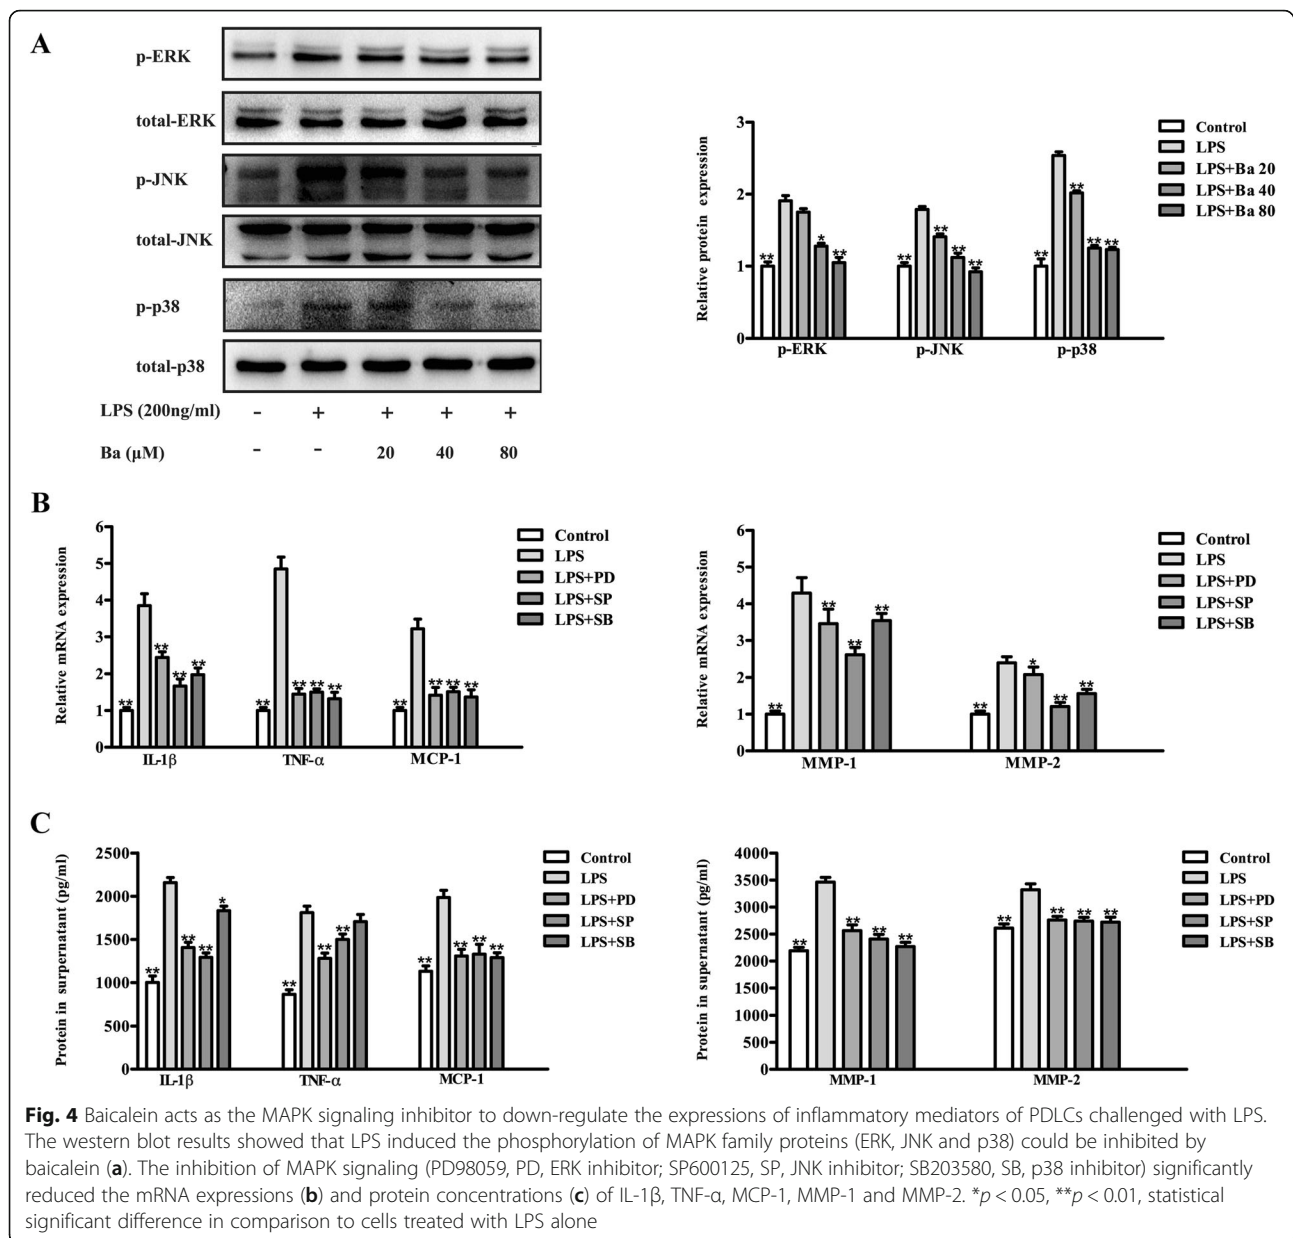 A
p-ERK
total-ERK
p-JNK
total-JNK
p-p38
total-p38
LPS (200ng/ml) - + + + +
Ba (µM) - - 20 40 80
Relative protein expression
3
2
1
0
** * **
** ** ** **
** ** ** **
p-ERK p-JNK p-p38
Control
LPS
LPS+Ba 20
LPS+Ba 40
LPS+Ba 80
B
Relative mRNA expression
6
5
4
3
2
1
0
** ** ** **
** ** ** **
** ** ** **
IL-1β TNF-α MCP-1
Control
LPS
LPS+PD
LPS+SP
LPS+SB
Relative mRNA expression
6
5
4
3
2
1
0
** ** ** **
** * ** **
MMP-1 MMP-2
Control
LPS
LPS+PD
LPS+SP
LPS+SB
C
Protein in surpernatant (pg/ml)
2500
2000
1500
1000
500
0
** ** ** *
** ** **
** ** ** **
IL-1β TNF-α MCP-1
Control
LPS
LPS+PD
LPS+SP
LPS+SB
Protein in supernatant (pg/ml)
4000
3500
3000
2500
2000
1500
1000
500
0
** ** ** **
** ** ** **
MMP-1 MMP-2
Control
LPS
LPS+PD
LPS+SP
LPS+SB
Fig. 4 Baicalein acts as the MAPK signaling inhibitor to down-regulate the expressions of inflammatory mediators of PDLCs challenged with LPS.
The western blot results showed that LPS induced the phosphorylation of MAPK family proteins (ERK, JNK and p38) could be inhibited by
baicalein (a). The inhibition of MAPK signaling (PD98059, PD, ERK inhibitor; SP600125, SP, JNK inhibitor; SB203580, SB, p38 inhibitor) significantly
reduced the mRNA expressions (b) and protein concentrations (c) of IL-1β, TNF-α, MCP-1, MMP-1 and MMP-2. *p < 0.05, **p < 0.01, statistical
significant difference in comparison to cells treated with LPS alone